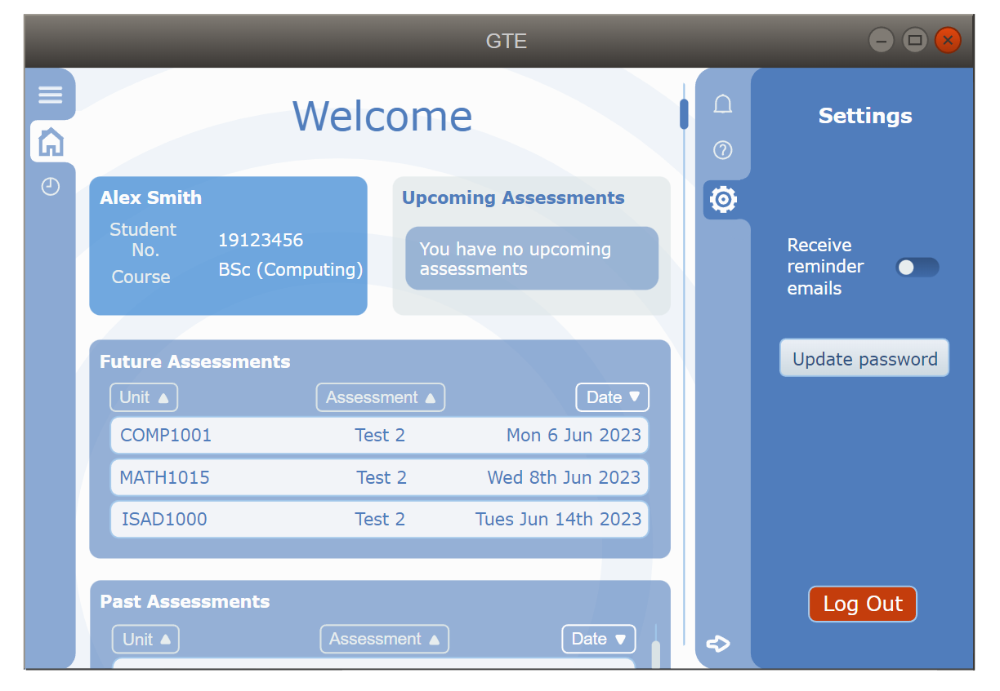 GTE
Welcome
Alex Smith
Student
No.
19123456
Course
BSc (Computing)
Upcoming Assessments
You have no upcoming
assessments
Future Assessments
Unit
Assessment
Date
COMP1001 Test 2 Mon 6 Jun 2023
MATH1015 Test 2 Wed 8th Jun 2023
ISAD1000 Test 2 Tues Jun 14th 2023
Past Assessments
Unit
Assessment
Date
Settings
Receive
reminder
emails
Update password
Log Out